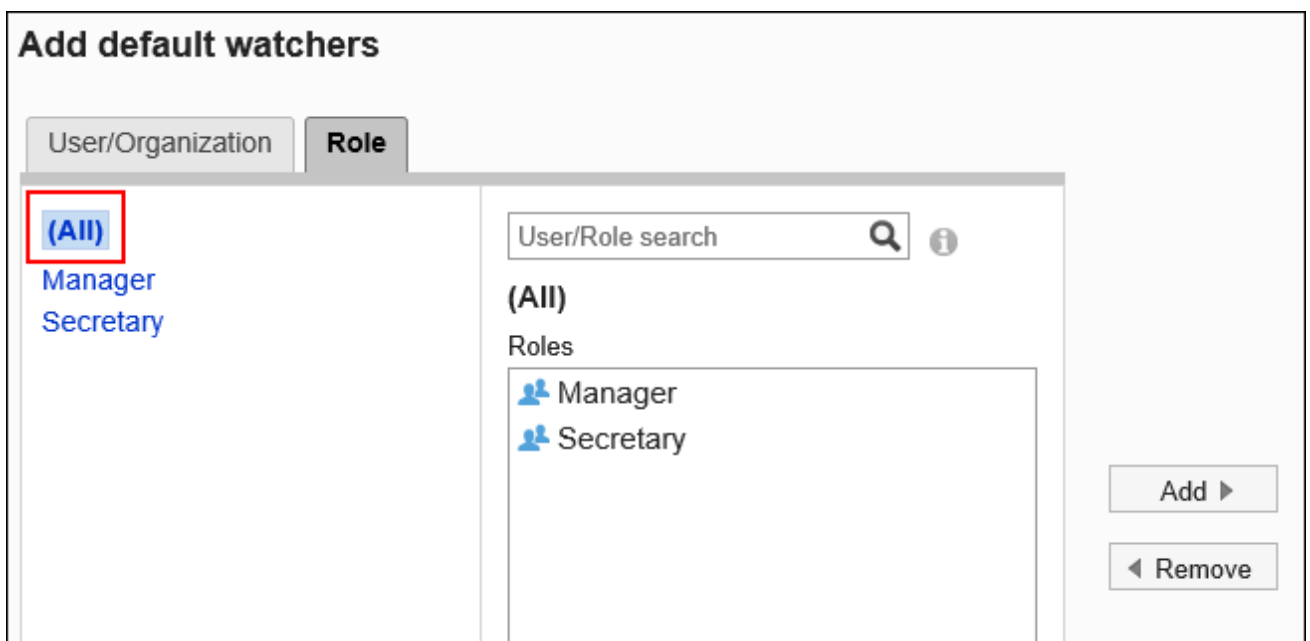 Add default watchers
User/Organization
Role
(All)
Manager
Secretary
User/Role search
(All)
Roles
Manager
Secretary
Add
Remove